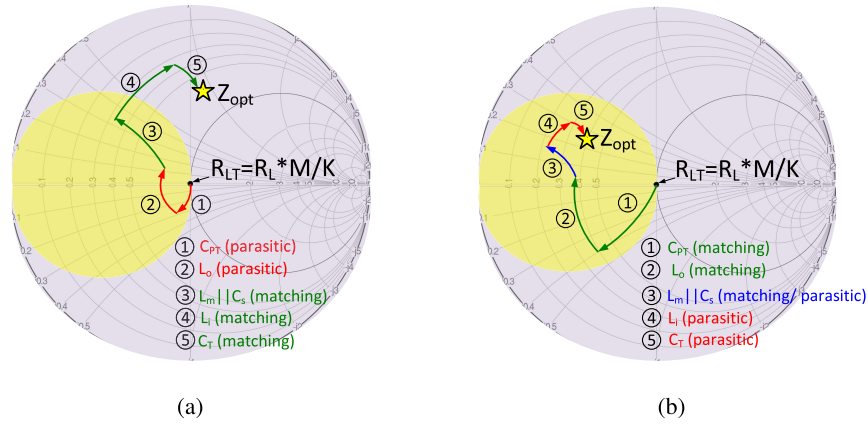 ⑤
④
Z_opt
③
R_LT=R_L*M/K
② ①
① C_PT (parasitic)
② L_o (parasitic)
③ L_m||C_s (matching)
④ L_i (matching)
⑤ C_T (matching)
(a)
⑤
④
Z_opt
③
R_LT=R_L*M/K
② ①
① C_PT (matching)
② L_o (matching)
③ L_m||C_s (matching/ parasitic)
④ L_i (parasitic)
⑤ C_T (parasitic)
(b)